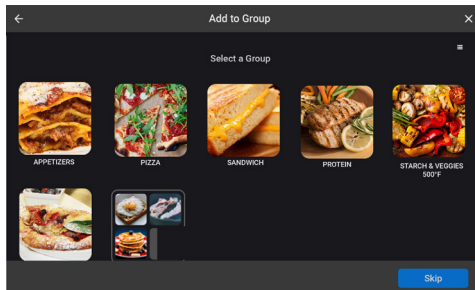 Add to Group
Select a Group
APPETIZERS
PIZZA
SANDWICH
PROTEIN
STARCH & VEGGIES
500°F
Skip